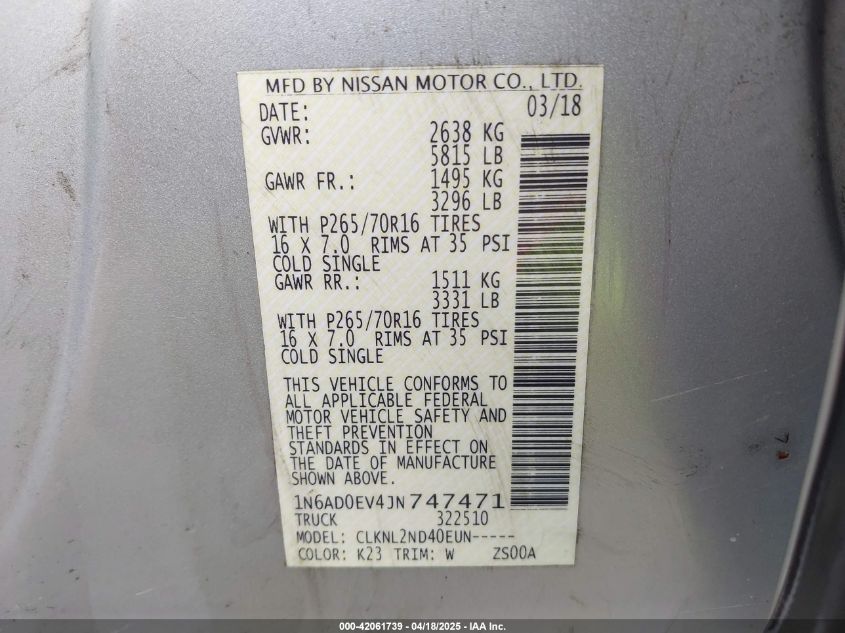 MFD BY NISSAN MOTOR CO., LTD.
DATE: 03/18
GVWR: 2638 KG
5815 LB
GAWR FR.: 1495 KG
3296 LB
WITH P265/70R16 TIRES
16 X 7.0 RIMS AT 35 PSI
COLD SINGLE
GAWR RR.: 1511 KG
3331 LB
WITH P265/70R16 TIRES
16 X 7.0 RIMS AT 35 PSI
COLD SINGLE
THIS VEHICLE CONFORMS TO
ALL APPLICABLE FEDERAL
MOTOR VEHICLE SAFETY AND
THEFT PREVENTION
STANDARDS IN EFFECT ON
THE DATE OF MANUFACTURE
SHOWN ABOVE.
1N6AD0EV4JN747471
TRUCK 322510
MODEL: CLKNL2ND40EUN-----
COLOR: K23 TRIM: W ZS00A
000-42061739 / 04/18/2025 - IAA Inc.